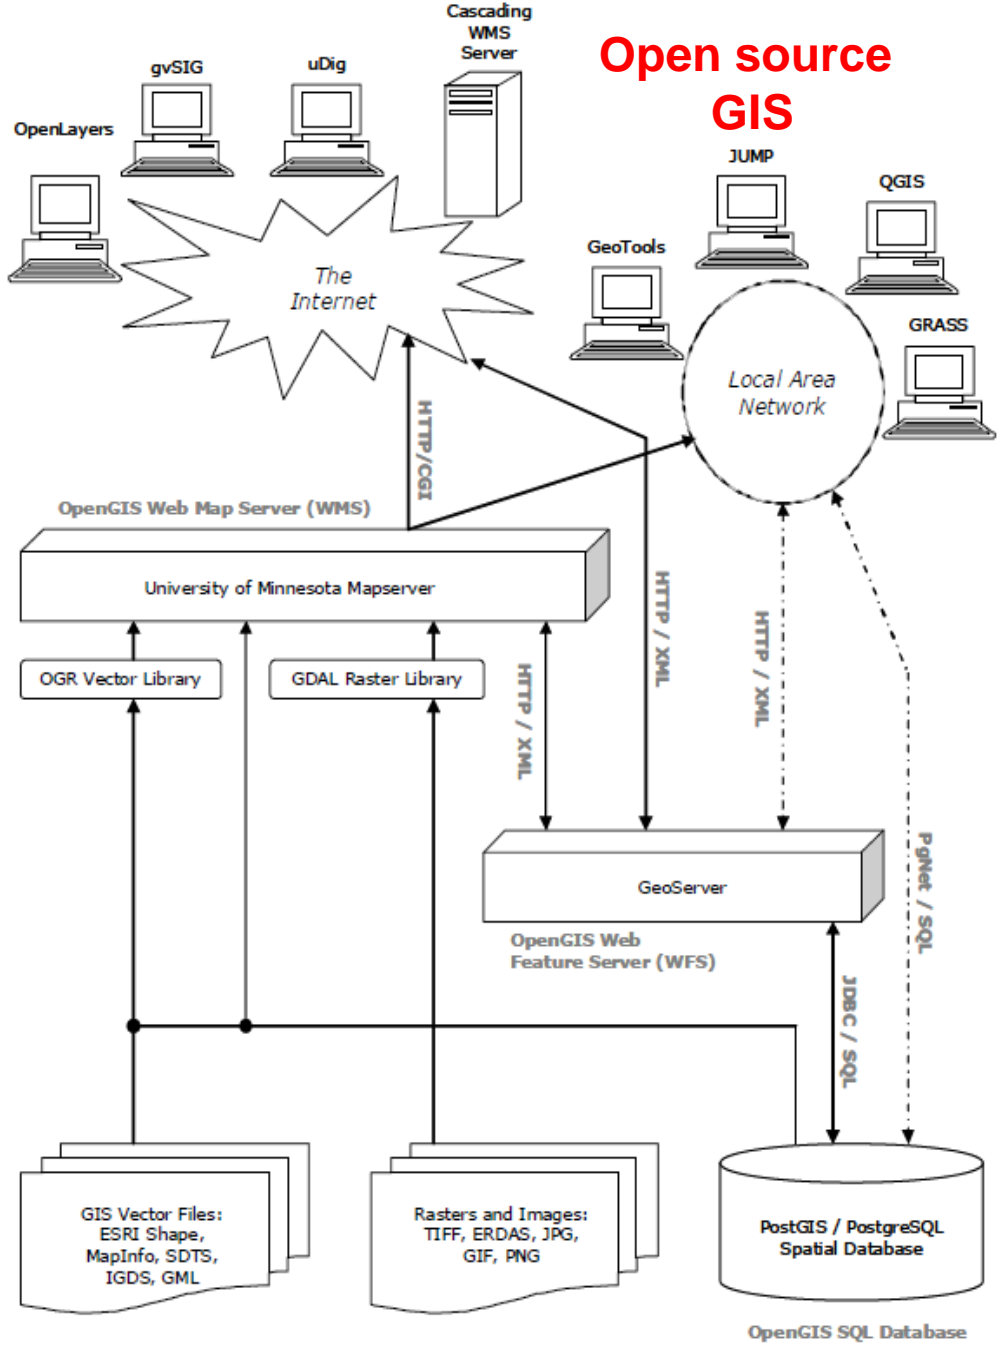 Cascading
WMS
Server
Open source
GIS
gvSIG
uDig
OpenLayers
JUMP
QGIS
GeoTools
The
Internet
GRASS
Local Area
Network
HTTP/CGI
OpenGIS Web Map Server (WMS)
University of Minnesota Mapserver
HTTP / XML
HTTP / XML
HTTP / XML
OGR Vector Library
GDAL Raster Library
PgNet / SQL
GeoServer
OpenGIS Web
Feature Server (WFS)
JDBC / SQL
GIS Vector Files:
ESRI Shape,
MapInfo, SDTS,
IGDS, GML
Rasters and Images:
TIFF, ERDAS, JPG,
GIF, PNG
PostGIS / PostgreSQL
Spatial Database
OpenGIS SQL Database